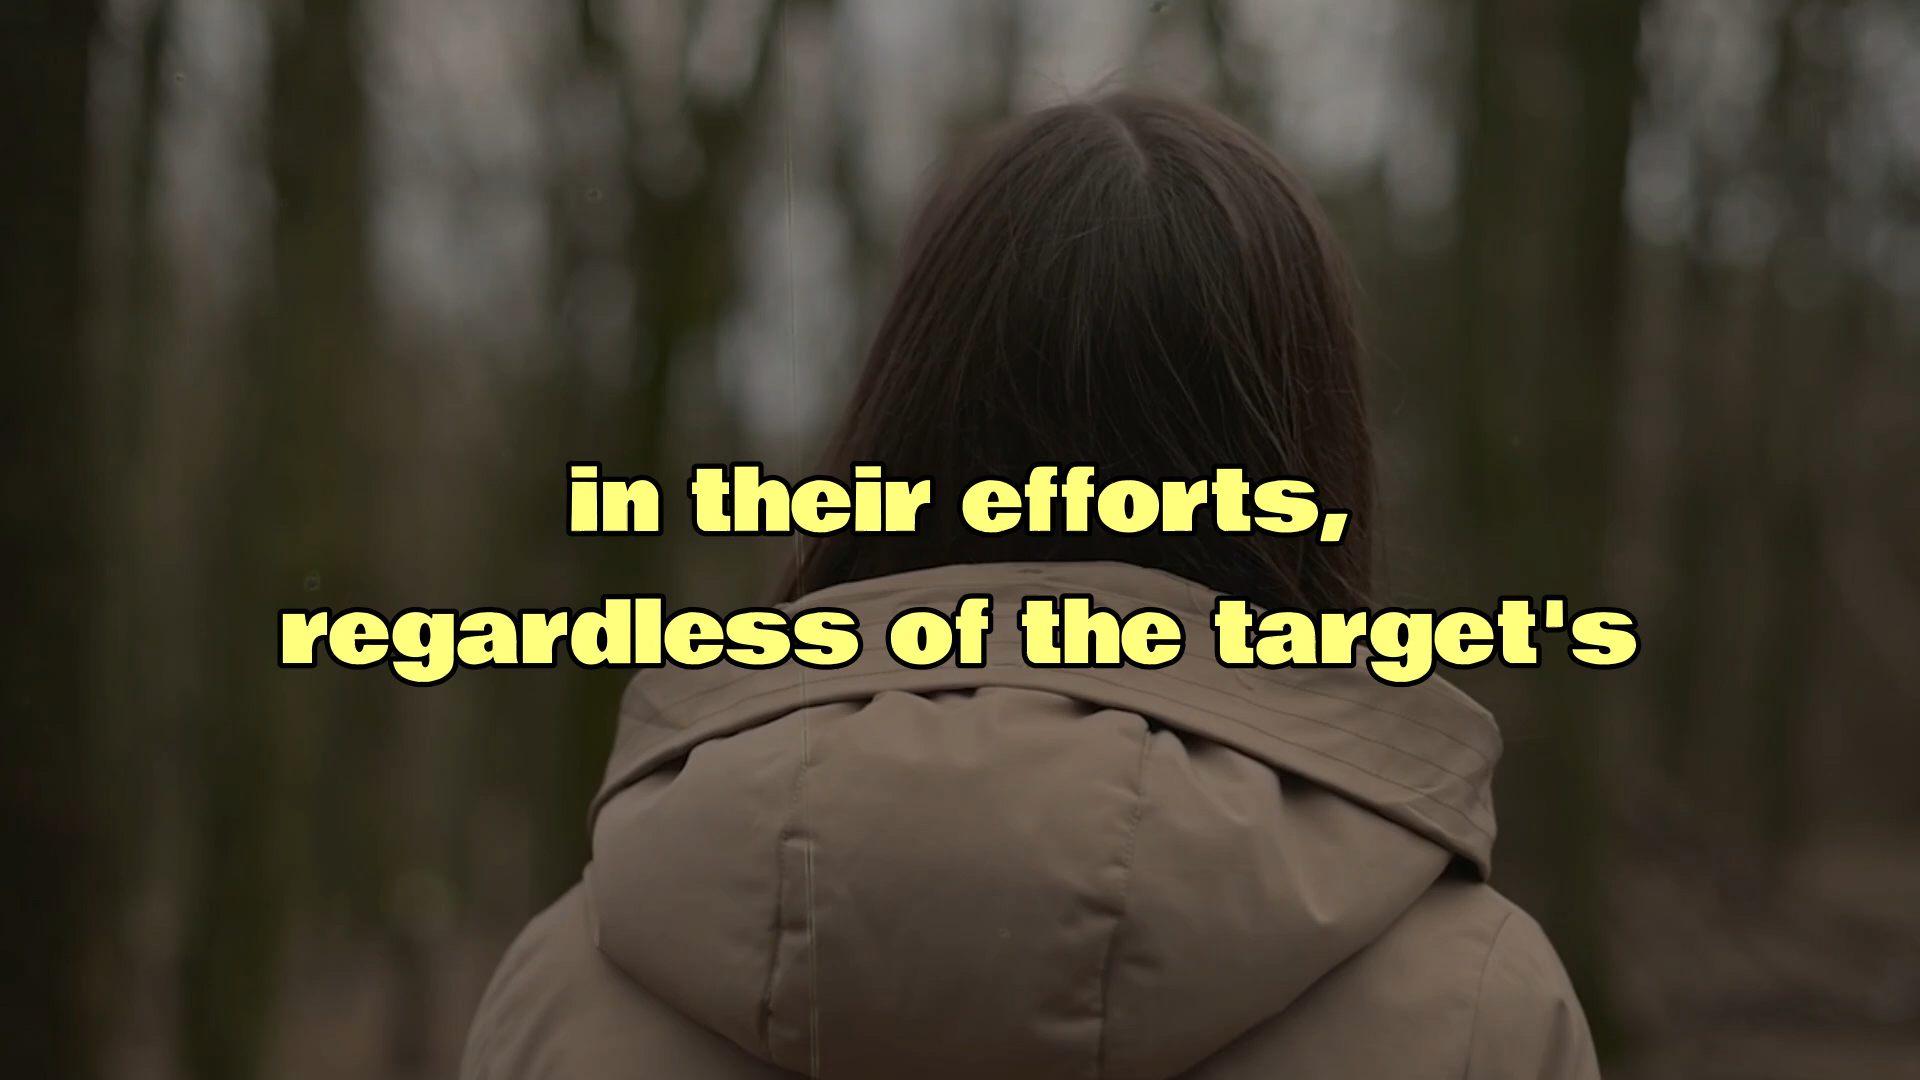 in their efforts,
regardless of the target's